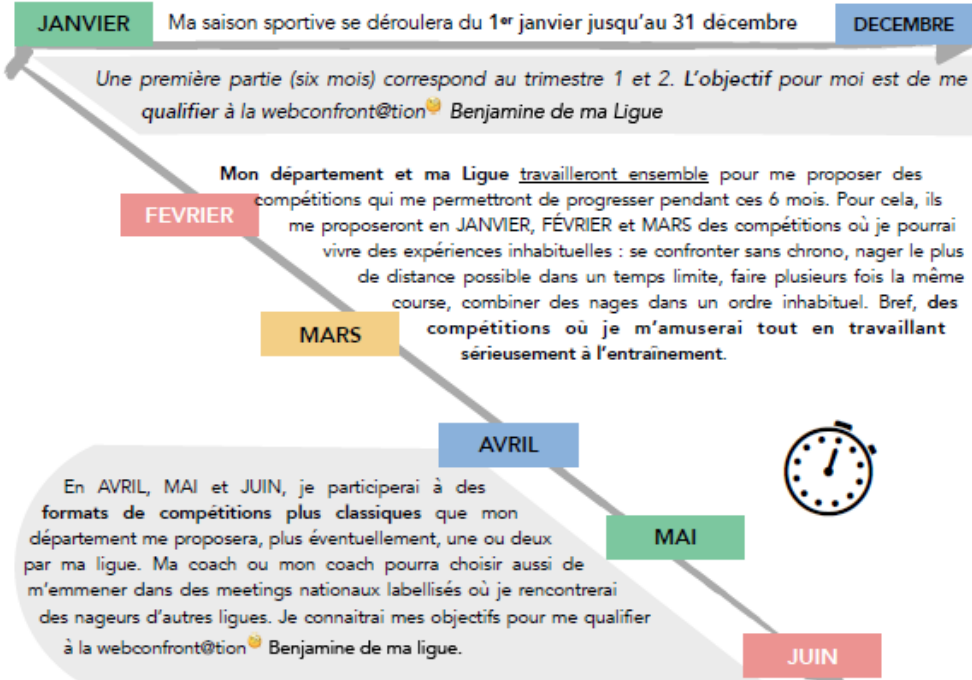 JANVIER Ma saison sportive se déroulera du 1er janvier jusqu'au 31 décembre DECEMBRE
Une première partie (six mois) correspond au trimestre 1 et 2. L'objectif pour moi est de me
qualifier à la webconfront@tion Benjamine de ma Ligue
Mon département et ma Ligue travailleront ensemble pour me proposer des
FEVRIER compétitions qui me permettront de progresser pendant ces 6 mois. Pour cela, ils
me proposeront en JANVIER, FÉVRIER et MARS des compétitions où je pourrai
vivre des expériences inhabituelles : se confronter sans chrono, nager le plus
de distance possible dans un temps limite, faire plusieurs fois la même
course, combiner des nages dans un ordre inhabituel. Bref, des
MARS compétitions où je m'amuserai tout en travaillant
sérieusement à l'entraînement.
AVRIL
En AVRIL, MAI et JUIN, je participerai à des
formats de compétitions plus classiques que mon
département me proposera, plus éventuellement, une ou deux
MAI
par ma ligue. Ma coach ou mon coach pourra choisir aussi de
m'emmener dans des meetings nationaux labellisés où je rencontrerai
des nageurs d'autres ligues. Je connaitrai mes objectifs pour me qualifier
à la webconfront@tion Benjamine de ma ligue.
JUIN